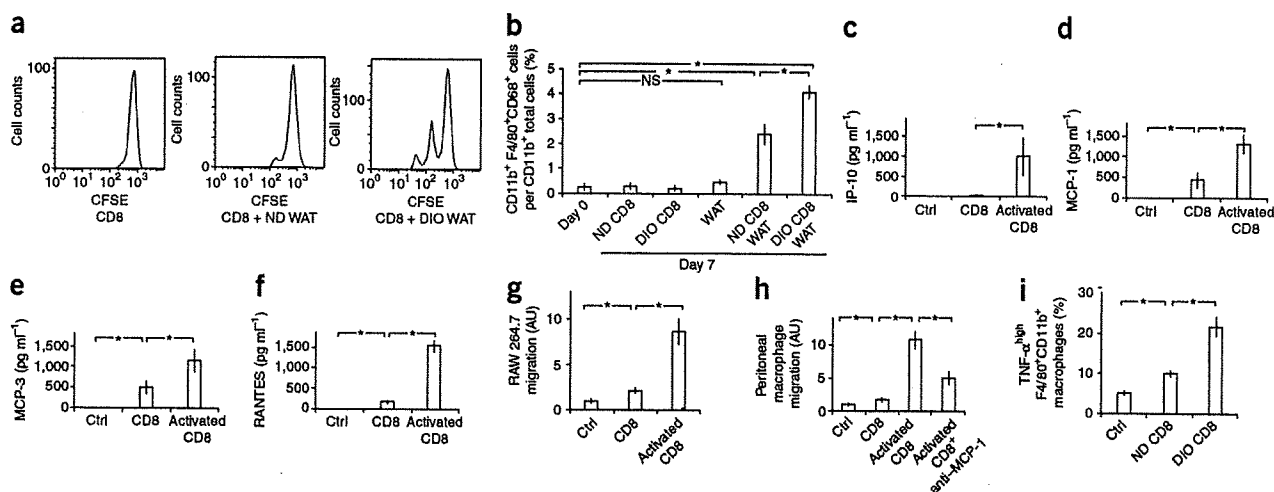 a
Cell counts
100
0
10⁰ 10¹ 10² 10³
CFSE
CD8
Cell counts
100
0
10⁰ 10¹ 10² 10³
CFSE
CD8 + ND WAT
Cell counts
100
0
10⁰ 10¹ 10² 10³
CFSE
CD8 + DIO WAT
b
CD11b⁺ F4/80⁺CD68⁺ cells
per CD11b⁺ total cells (%)
6
5
4
3
2
1
0
*
*
*
NS
Day 0
ND CD8
DIO CD8
WAT
ND CD8
WAT
DIO CD8
WAT
Day 7
c
IP-10 (pg ml⁻¹)
1,500
1,000
500
0
*
Ctrl CD8 Activated
CD8
d
MCP-1 (pg ml⁻¹)
1,500
1,000
500
0
* *
Ctrl CD8 Activated
CD8
e
MCP-3 (pg ml⁻¹)
1,500
1,000
500
0
* *
Ctrl CD8 Activated
CD8
f
RANTES (pg ml⁻¹)
1,500
1,000
500
0
* *
Ctrl CD8 Activated
CD8
g
RAW 264.7
migration (AU)
10
5
0
* *
Ctrl
CD8
Activated
CD8
h
Peritoneal
macrophage
migration (AU)
10
5
0
* * *
Ctrl
CD8
Activated
CD8
Activated
CD8⁺
anti–MCP-1
i
TNF-α^high
F4/80⁺CD11b⁺
macrophages (%)
30
20
10
0
* *
Ctrl
ND CD8
DIO CD8